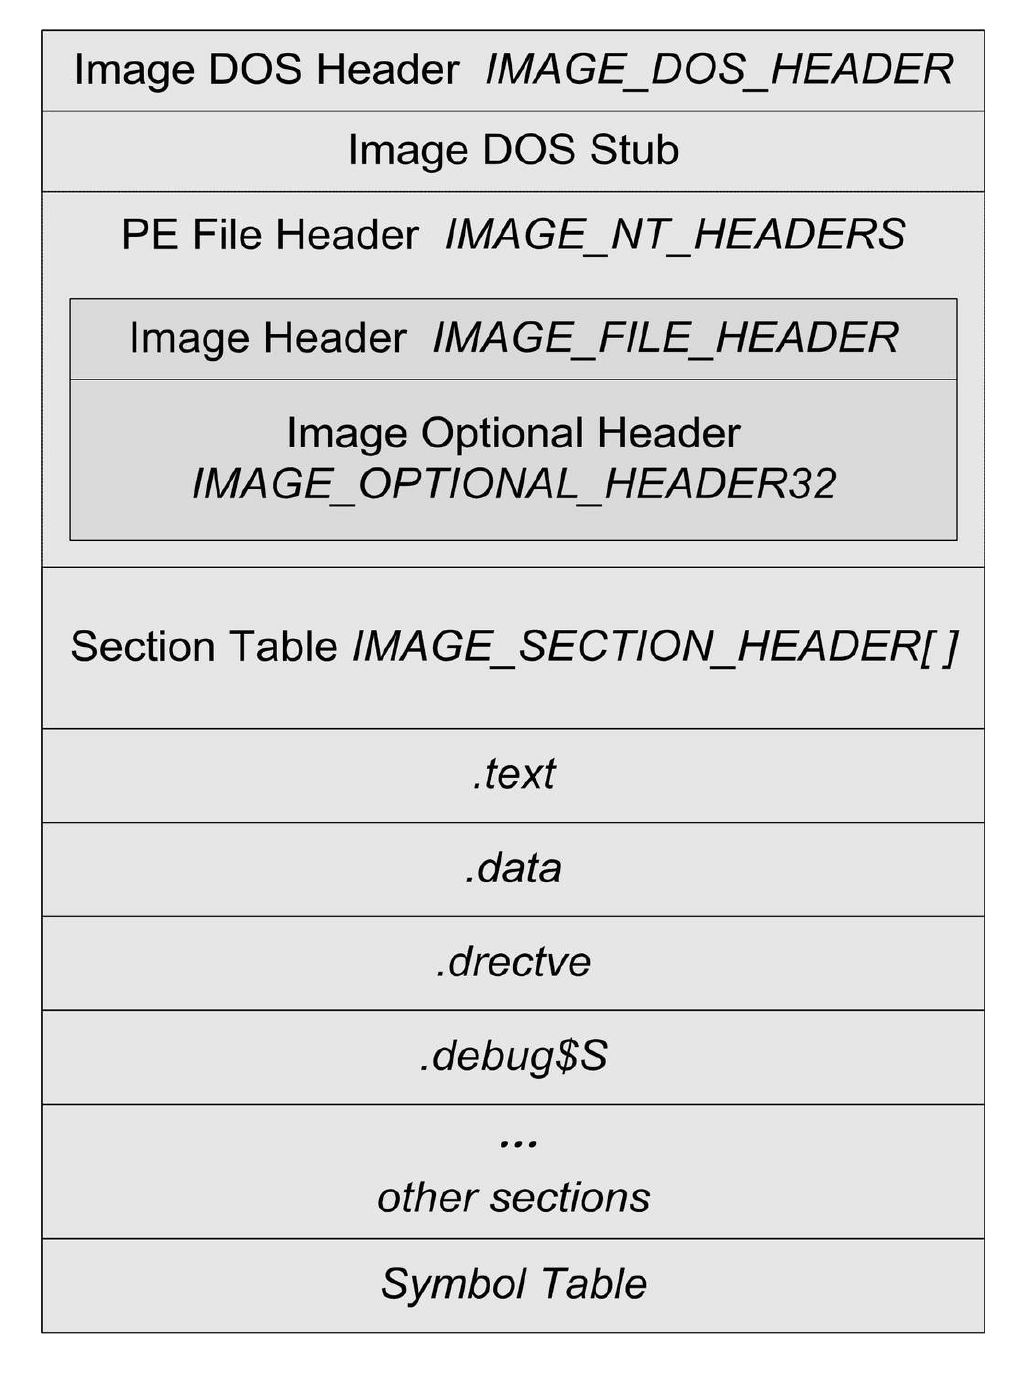 Image DOS Header IMAGE_DOS_HEADER
Image DOS Stub
PE File Header IMAGE_NT_HEADERS
Image Header IMAGE_FILE_HEADER
Image Optional Header
IMAGE_OPTIONAL_HEADER32
Section Table IMAGE_SECTION_HEADER[ ]
.text
.data
.drectve
.debug$S
...
other sections
Symbol Table